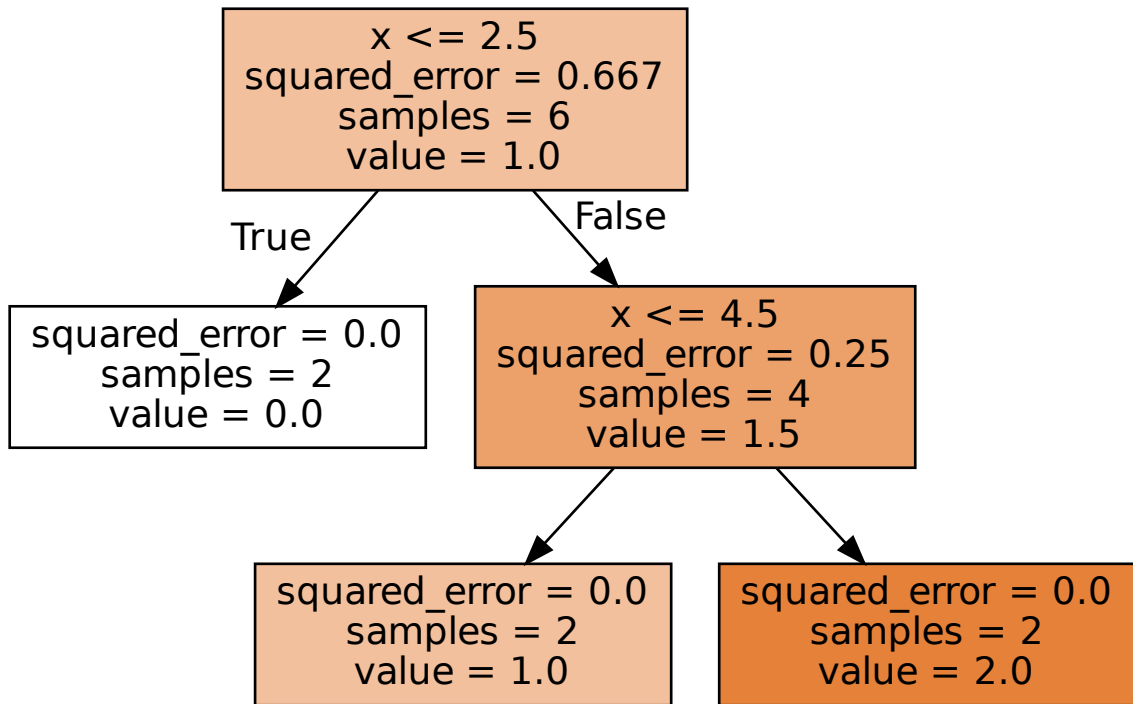 x <= 2.5
squared_error = 0.667
samples = 6
value = 1.0
True
False
squared_error = 0.0
samples = 2
value = 0.0
x <= 4.5
squared_error = 0.25
samples = 4
value = 1.5
squared_error = 0.0
samples = 2
value = 1.0
squared_error = 0.0
samples = 2
value = 2.0